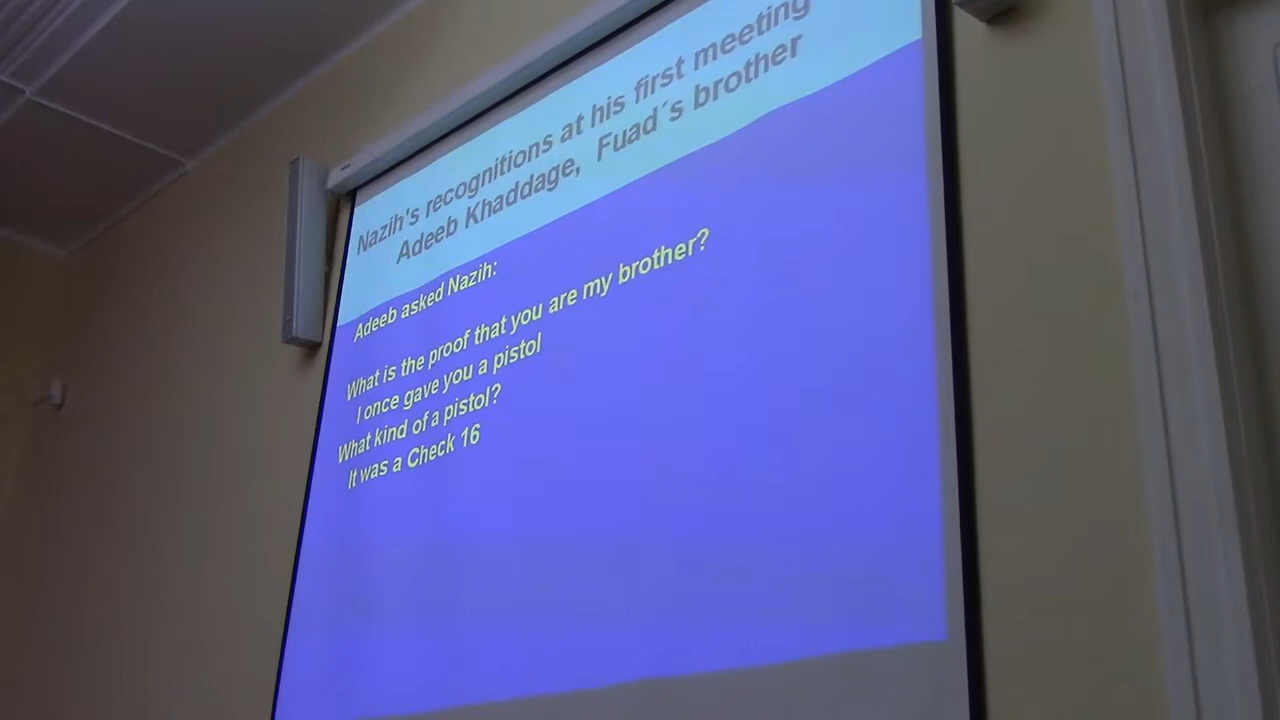 Nazih's recognitions at his first meeting
Adeeb Khaddage, Fuad´s brother
Adeeb asked Nazih:
What is the proof that you are my brother?
I once gave you a pistol
What kind of a pistol?
It was a Check 16